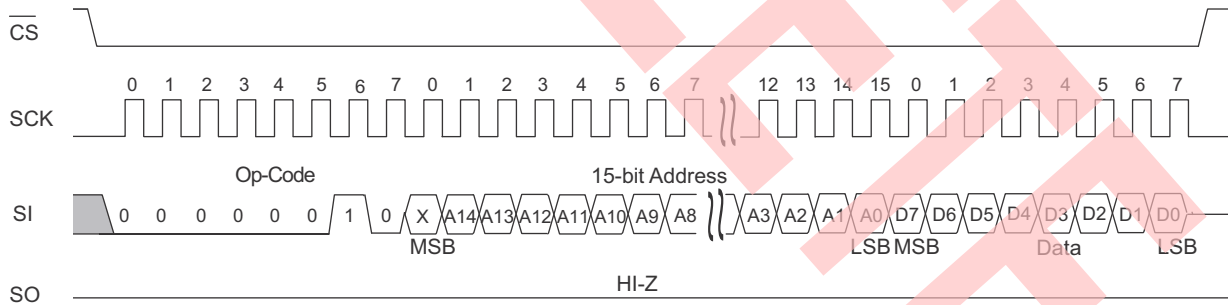 CS
0 1 2 3 4 5 6 7 0 1 2 3 4 5 6 7 12 13 14 15 0 1 2 3 4 5 6 7
SCK
Op-Code 15-bit Address
SI 0 0 0 0 0 0 1 0 X A14 A13 A12 A11 A10 A9 A8 A3 A2 A1 A0 D7 D6 D5 D4 D3 D2 D1 D0
MSB LSB MSB Data LSB
HI-Z
SO